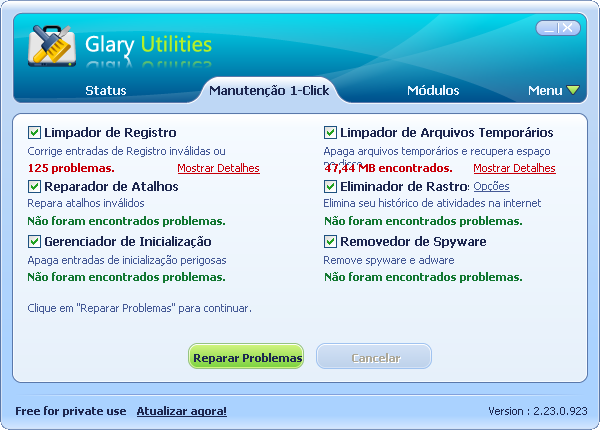 Glary Utilities
Status
Manutenção 1-Click
Módulos
Menu
Limpador de Registro
Corrige entradas de Registro inválidas ou
125 problemas. Mostrar Detalhes
Reparador de Atalhos
Repara atalhos inválidos
Não foram encontrados problemas.
Gerenciador de Inicialização
Apaga entradas de inicialização perigosas
Não foram encontrados problemas.
Limpador de Arquivos Temporários
Apaga arquivos temporários e recupera espaço
no disco
47,44 MB encontrados. Mostrar Detalhes
Eliminador de Rastros Opções
Elimina seu histórico de atividades na internet
Não foram encontrados problemas.
Removedor de Spyware
Remove spyware e adware
Não foram encontrados problemas.
Clique em "Reparar Problemas" para continuar.
Reparar Problemas
Cancelar
Free for private use Atualizar agora!
Version : 2.23.0.923